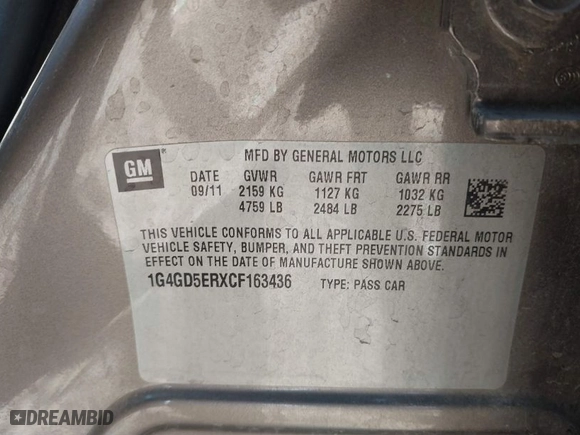 GM
MFD BY GENERAL MOTORS LLC
DATE GVWR GAWR FRT GAWR RR
09/11 2159 KG 1127 KG 1032 KG
4759 LB 2484 LB 2275 LB
THIS VEHICLE CONFORMS TO ALL APPLICABLE U.S. FEDERAL MOTOR
VEHICLE SAFETY, BUMPER, AND THEFT PREVENTION STANDARDS IN
EFFECT ON THE DATE OF MANUFACTURE SHOWN ABOVE.
1G4GD5ERXCF163436 TYPE: PASS CAR
DREAMBID